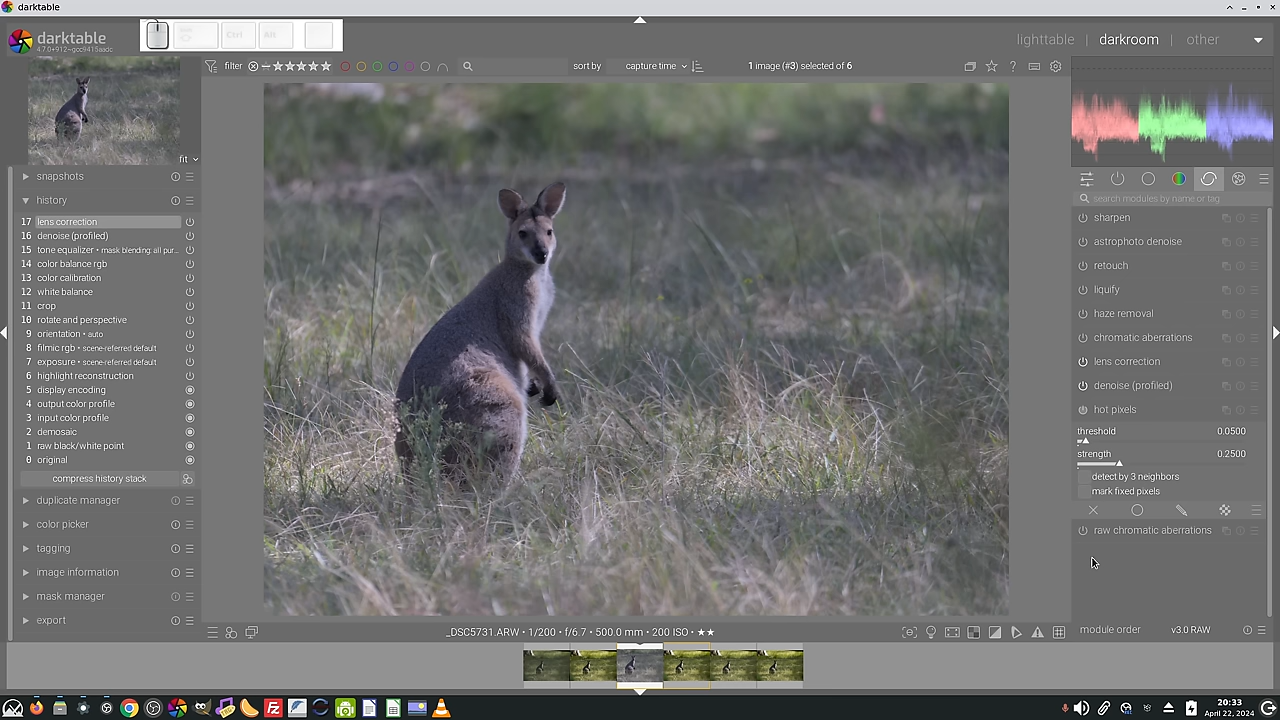 darktable
Ctrl Alt
darktable
lighttable | darkroom | other
filter
sort by capture time
1 image (#3) selected of 6
fit
snapshots
history
17 lens correction
16 denoise (profiled)
15 tone equalizer • mask blending: all pur...
14 color balance rgb
13 color calibration
12 white balance
11 crop
10 rotate and perspective
9 orientation • auto
8 filmic rgb • scene-referred default
7 exposure • scene-referred default
6 highlight reconstruction
5 display encoding
4 output color profile
3 input color profile
2 demosaic
1 raw black/white point
0 original
compress history stack
duplicate manager
color picker
tagging
image information
mask manager
export
search modules by name or tag
sharpen
astrophoto denoise
retouch
liquify
haze removal
chromatic aberrations
lens correction
denoise (profiled)
hot pixels
threshold 0.0500
strength 0.2500
detect by 3 neighbors
mark fixed pixels
raw chromatic aberrations
module order v3.0 RAW
_DSC5731.ARW • 1/200 • f/6.7 • 500.0 mm • 200 ISO • ★★
20:33
April 22, 2024